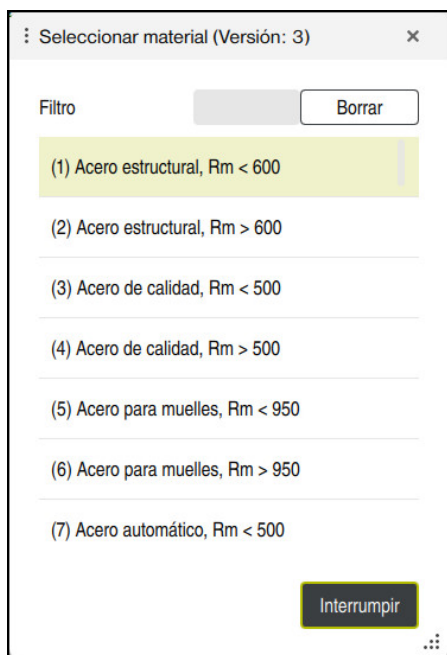 Seleccionar material (Versión: 3)
Filtro Borrar
(1) Acero estructural, Rm < 600
(2) Acero estructural, Rm > 600
(3) Acero de calidad, Rm < 500
(4) Acero de calidad, Rm > 500
(5) Acero para muelles, Rm < 950
(6) Acero para muelles, Rm > 950
(7) Acero automático, Rm < 500
Interrumpir